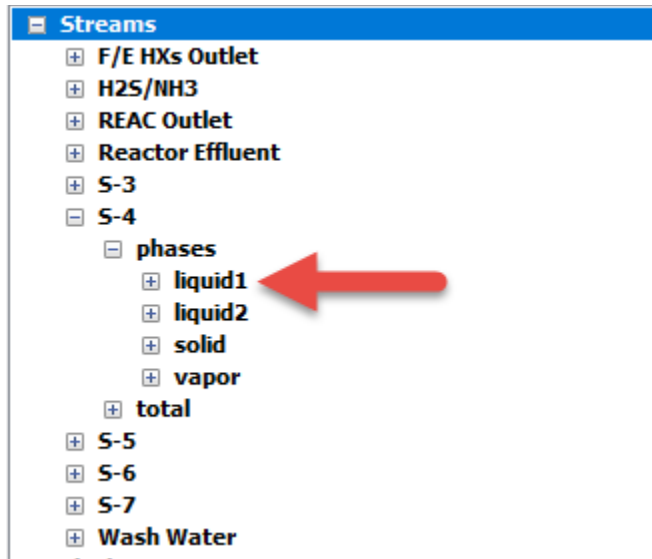 Streams
F/E HXs Outlet
H2S/NH3
REAC Outlet
Reactor Effluent
S-3
S-4
phases
liquid1
liquid2
solid
vapor
total
S-5
S-6
S-7
Wash Water